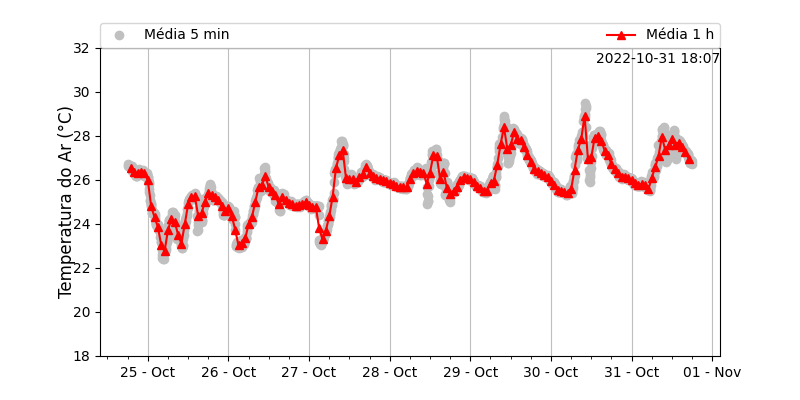 Média 5 min
Média 1 h
2022-10-31 18:07
Temperatura do Ar (°C)
32
30
28
26
24
22
20
18
25 - Oct
26 - Oct
27 - Oct
28 - Oct
29 - Oct
30 - Oct
31 - Oct
01 - Nov